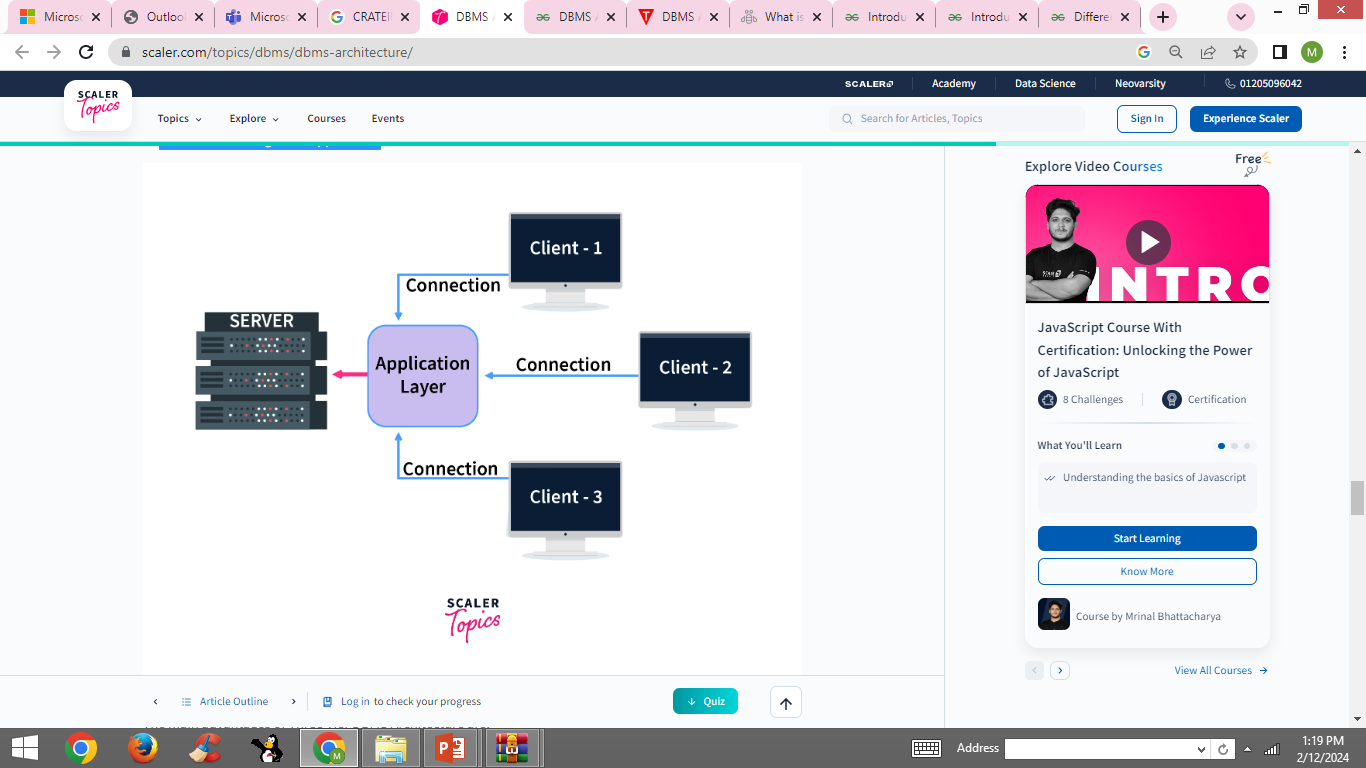 Microso
Outlool
Microso
CRATEI
DBMS A
DBMS A
DBMS A
What is
Introdu
Introdu
Differe
scaler.com/topics/dbms/dbms-architecture/
M
SCALER
Academy
Data Science
Neovarsity
01205096042
SCALER
Topics
Topics
Explore
Courses
Events
Search for Articles, Topics
Sign In
Experience Scaler
Client - 1
Connection
SERVER
Application
Layer
Connection
Client - 2
Connection
Client - 3
SCALER
Topics
Explore Video Courses
Free
INTRO
JavaScript Course With
Certification: Unlocking the Power
of JavaScript
8 Challenges
Certification
What You'll Learn
Understanding the basics of Javascript
Start Learning
Know More
Course by Mrinal Bhattacharya
View All Courses
Article Outline
Log in to check your progress
Quiz
Address
1:19 PM
2/12/2024